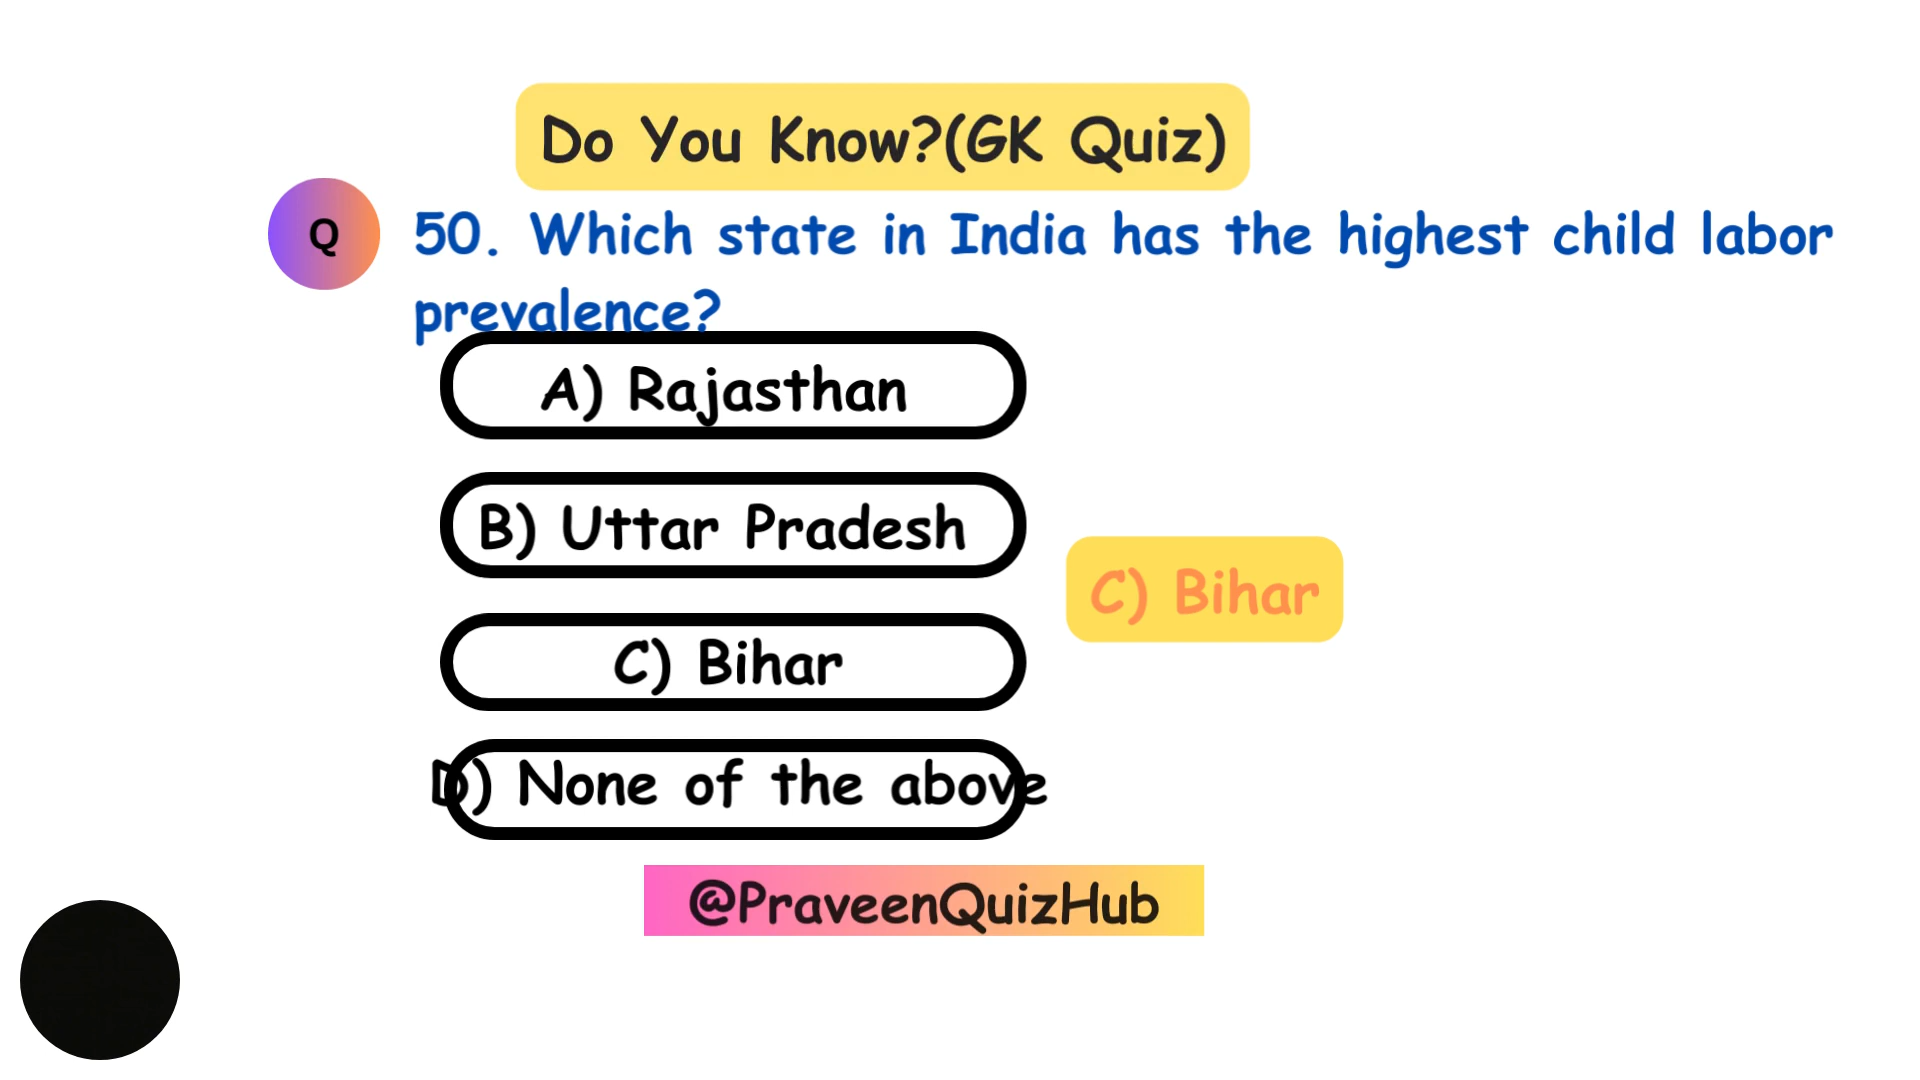 Do You Know?(GK Quiz)
Q
50. Which state in India has the highest child labor
prevalence?
A) Rajasthan
B) Uttar Pradesh
C) Bihar
C) Bihar
D) None of the above
@PraveenQuizHub